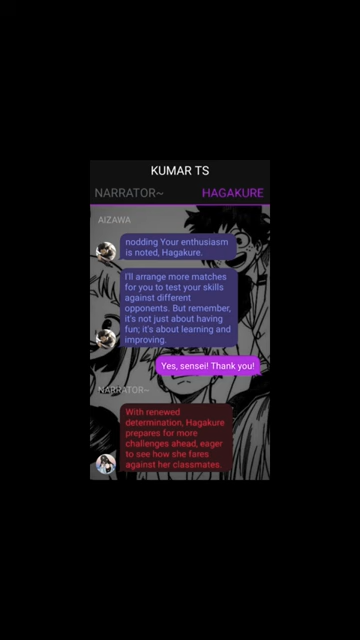 KUMAR TS
NARRATOR~ HAGAKURE
AIZAWA
nodding Your enthusiasm
is noted, Hagakure.
I'll arrange more matches
for you to test your skills
against different
opponents. But remember,
it's not just about having
fun; it's about learning and
improving.
Yes, sensei! Thank you!
NARRATOR~
With renewed
determination, Hagakure
prepares for more
challenges ahead, eager
to see how she fares
against her classmates.